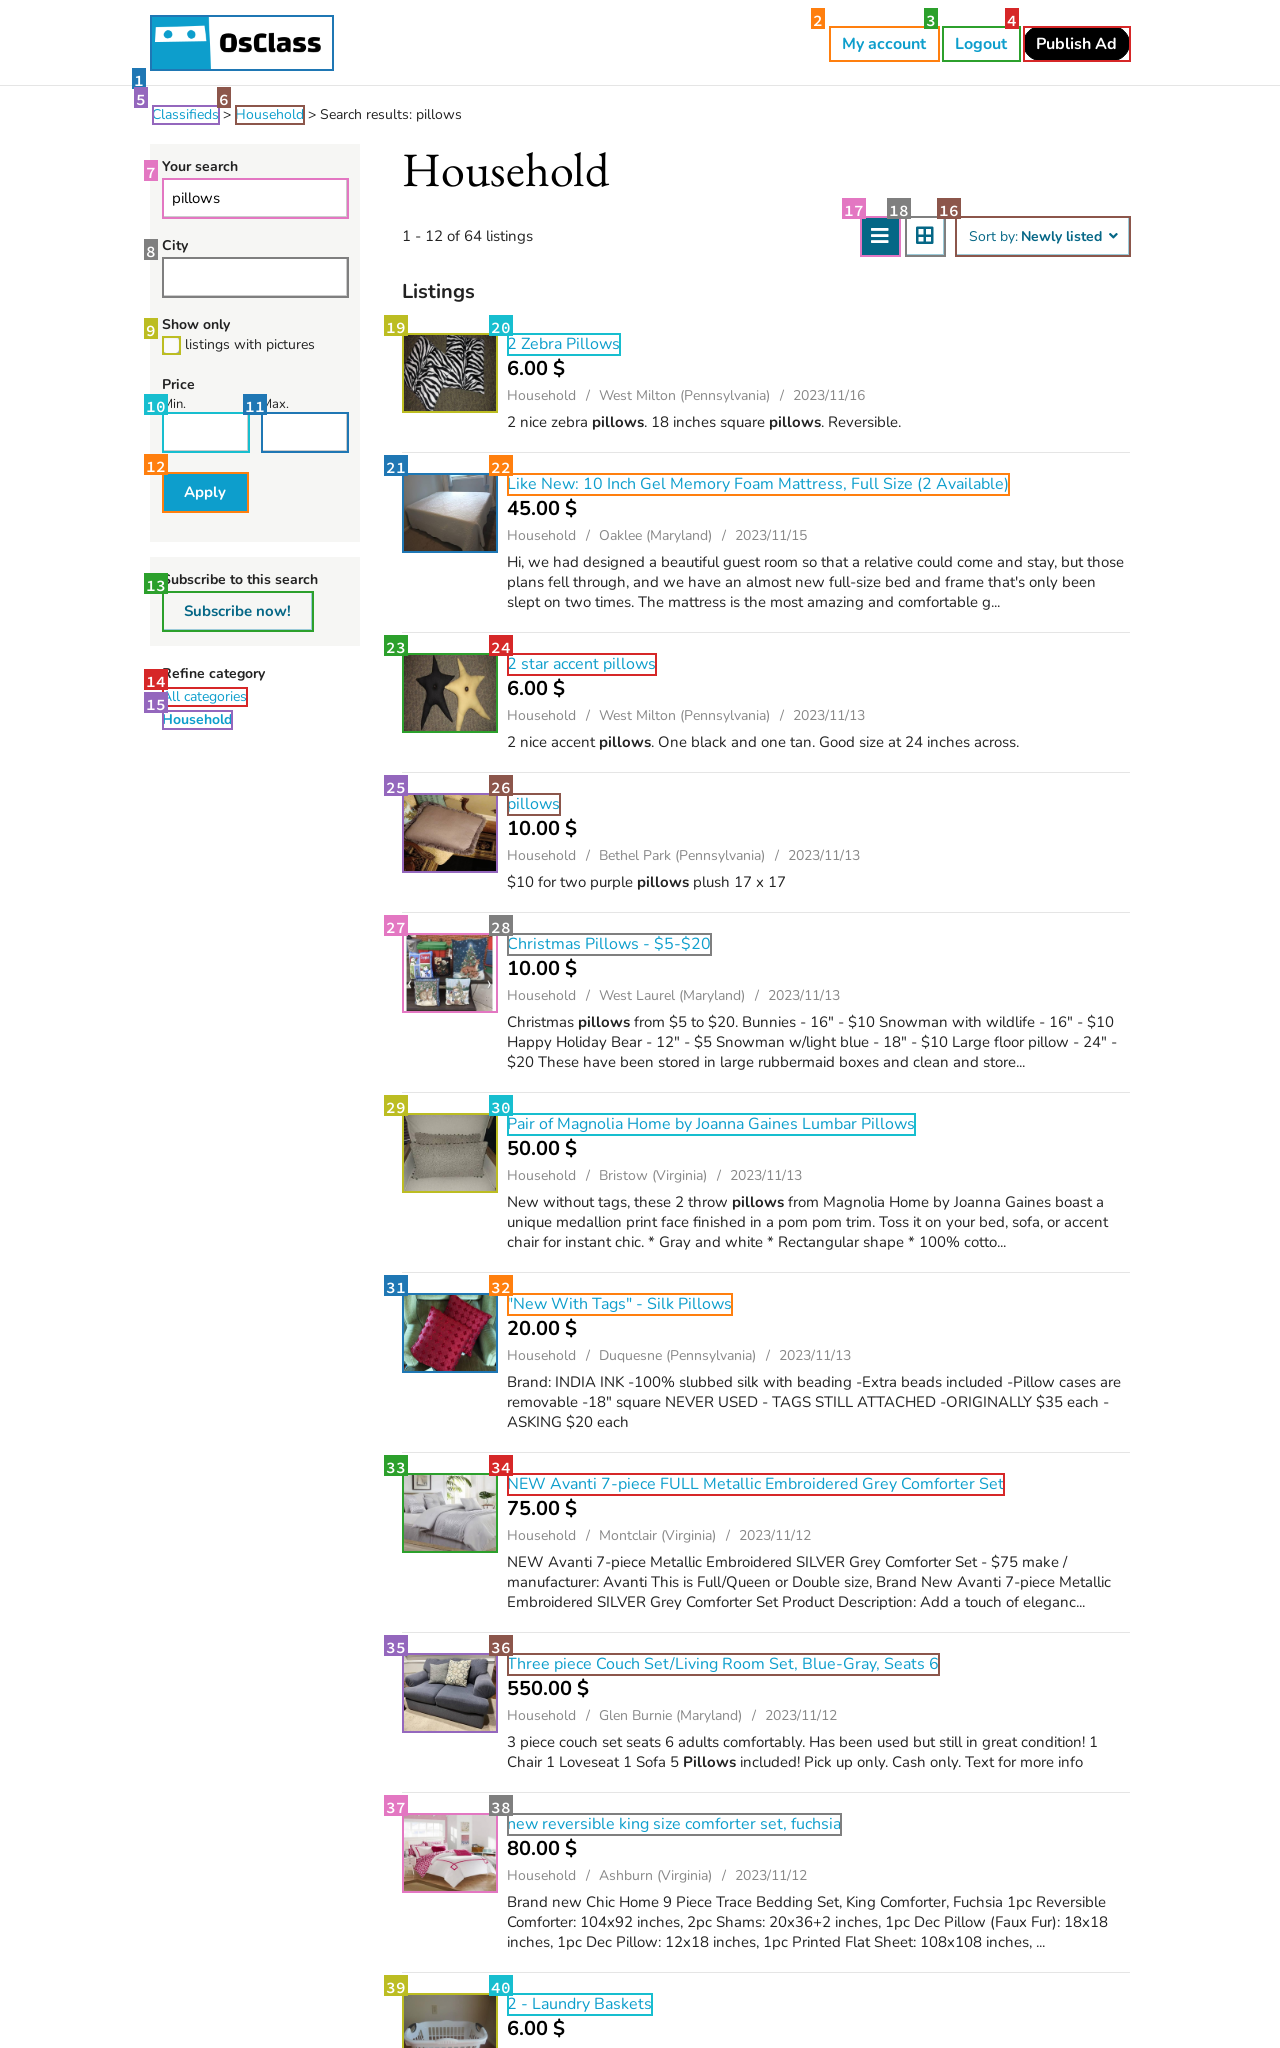 OsClass
2
My account
3
Logout
4
Publish Ad
1
5
Classifieds > 6 Household > Search results: pillows
7
Your search
pillows
8
City
9
Show only
listings with pictures
Price
10
Min.
11
Max.
12
Apply
13
Subscribe to this search
Subscribe now!
Refine category
14
All categories
15
Household
Household
1 - 12 of 64 listings
17
18
16
Sort by: Newly listed
Listings
19
20
2 Zebra Pillows
6.00 $
Household / West Milton (Pennsylvania) / 2023/11/16
2 nice zebra pillows. 18 inches square pillows. Reversible.
21
22
Like New: 10 Inch Gel Memory Foam Mattress, Full Size (2 Available)
45.00 $
Household / Oaklee (Maryland) / 2023/11/15
Hi, we had designed a beautiful guest room so that a relative could come and stay, but those
plans fell through, and we have an almost new full-size bed and frame that's only been
slept on two times. The mattress is the most amazing and comfortable g...
23
24
2 star accent pillows
6.00 $
Household / West Milton (Pennsylvania) / 2023/11/13
2 nice accent pillows. One black and one tan. Good size at 24 inches across.
25
26
pillows
10.00 $
Household / Bethel Park (Pennsylvania) / 2023/11/13
$10 for two purple pillows plush 17 x 17
27
28
Christmas Pillows - $5-$20
10.00 $
Household / West Laurel (Maryland) / 2023/11/13
Christmas pillows from $5 to $20. Bunnies - 16" - $10 Snowman with wildlife - 16" - $10
Happy Holiday Bear - 12" - $5 Snowman w/light blue - 18" - $10 Large floor pillow - 24" -
$20 These have been stored in large rubbermaid boxes and clean and store...
29
30
Pair of Magnolia Home by Joanna Gaines Lumbar Pillows
50.00 $
Household / Bristow (Virginia) / 2023/11/13
New without tags, these 2 throw pillows from Magnolia Home by Joanna Gaines boast a
unique medallion print face finished in a pom pom trim. Toss it on your bed, sofa, or accent
chair for instant chic. * Gray and white * Rectangular shape * 100% cotto...
31
32
"New With Tags" - Silk Pillows
20.00 $
Household / Duquesne (Pennsylvania) / 2023/11/13
Brand: INDIA INK -100% slubbed silk with beading -Extra beads included -Pillow cases are
removable -18" square NEVER USED - TAGS STILL ATTACHED -ORIGINALLY $35 each -
ASKING $20 each
33
34
NEW Avanti 7-piece FULL Metallic Embroidered Grey Comforter Set
75.00 $
Household / Montclair (Virginia) / 2023/11/12
NEW Avanti 7-piece Metallic Embroidered SILVER Grey Comforter Set - $75 make /
manufacturer: Avanti This is Full/Queen or Double size, Brand New Avanti 7-piece Metallic
Embroidered SILVER Grey Comforter Set Product Description: Add a touch of eleganc...
35
36
Three piece Couch Set/Living Room Set, Blue-Gray, Seats 6
550.00 $
Household / Glen Burnie (Maryland) / 2023/11/12
3 piece couch set seats 6 adults comfortably. Has been used but still in great condition! 1
Chair 1 Loveseat 1 Sofa 5 Pillows included! Pick up only. Cash only. Text for more info
37
38
new reversible king size comforter set, fuchsia
80.00 $
Household / Ashburn (Virginia) / 2023/11/12
Brand new Chic Home 9 Piece Trace Bedding Set, King Comforter, Fuchsia 1pc Reversible
Comforter: 104x92 inches, 2pc Shams: 20x36+2 inches, 1pc Dec Pillow (Faux Fur): 18x18
inches, 1pc Dec Pillow: 12x18 inches, 1pc Printed Flat Sheet: 108x108 inches, ...
39
40
2 - Laundry Baskets
6.00 $